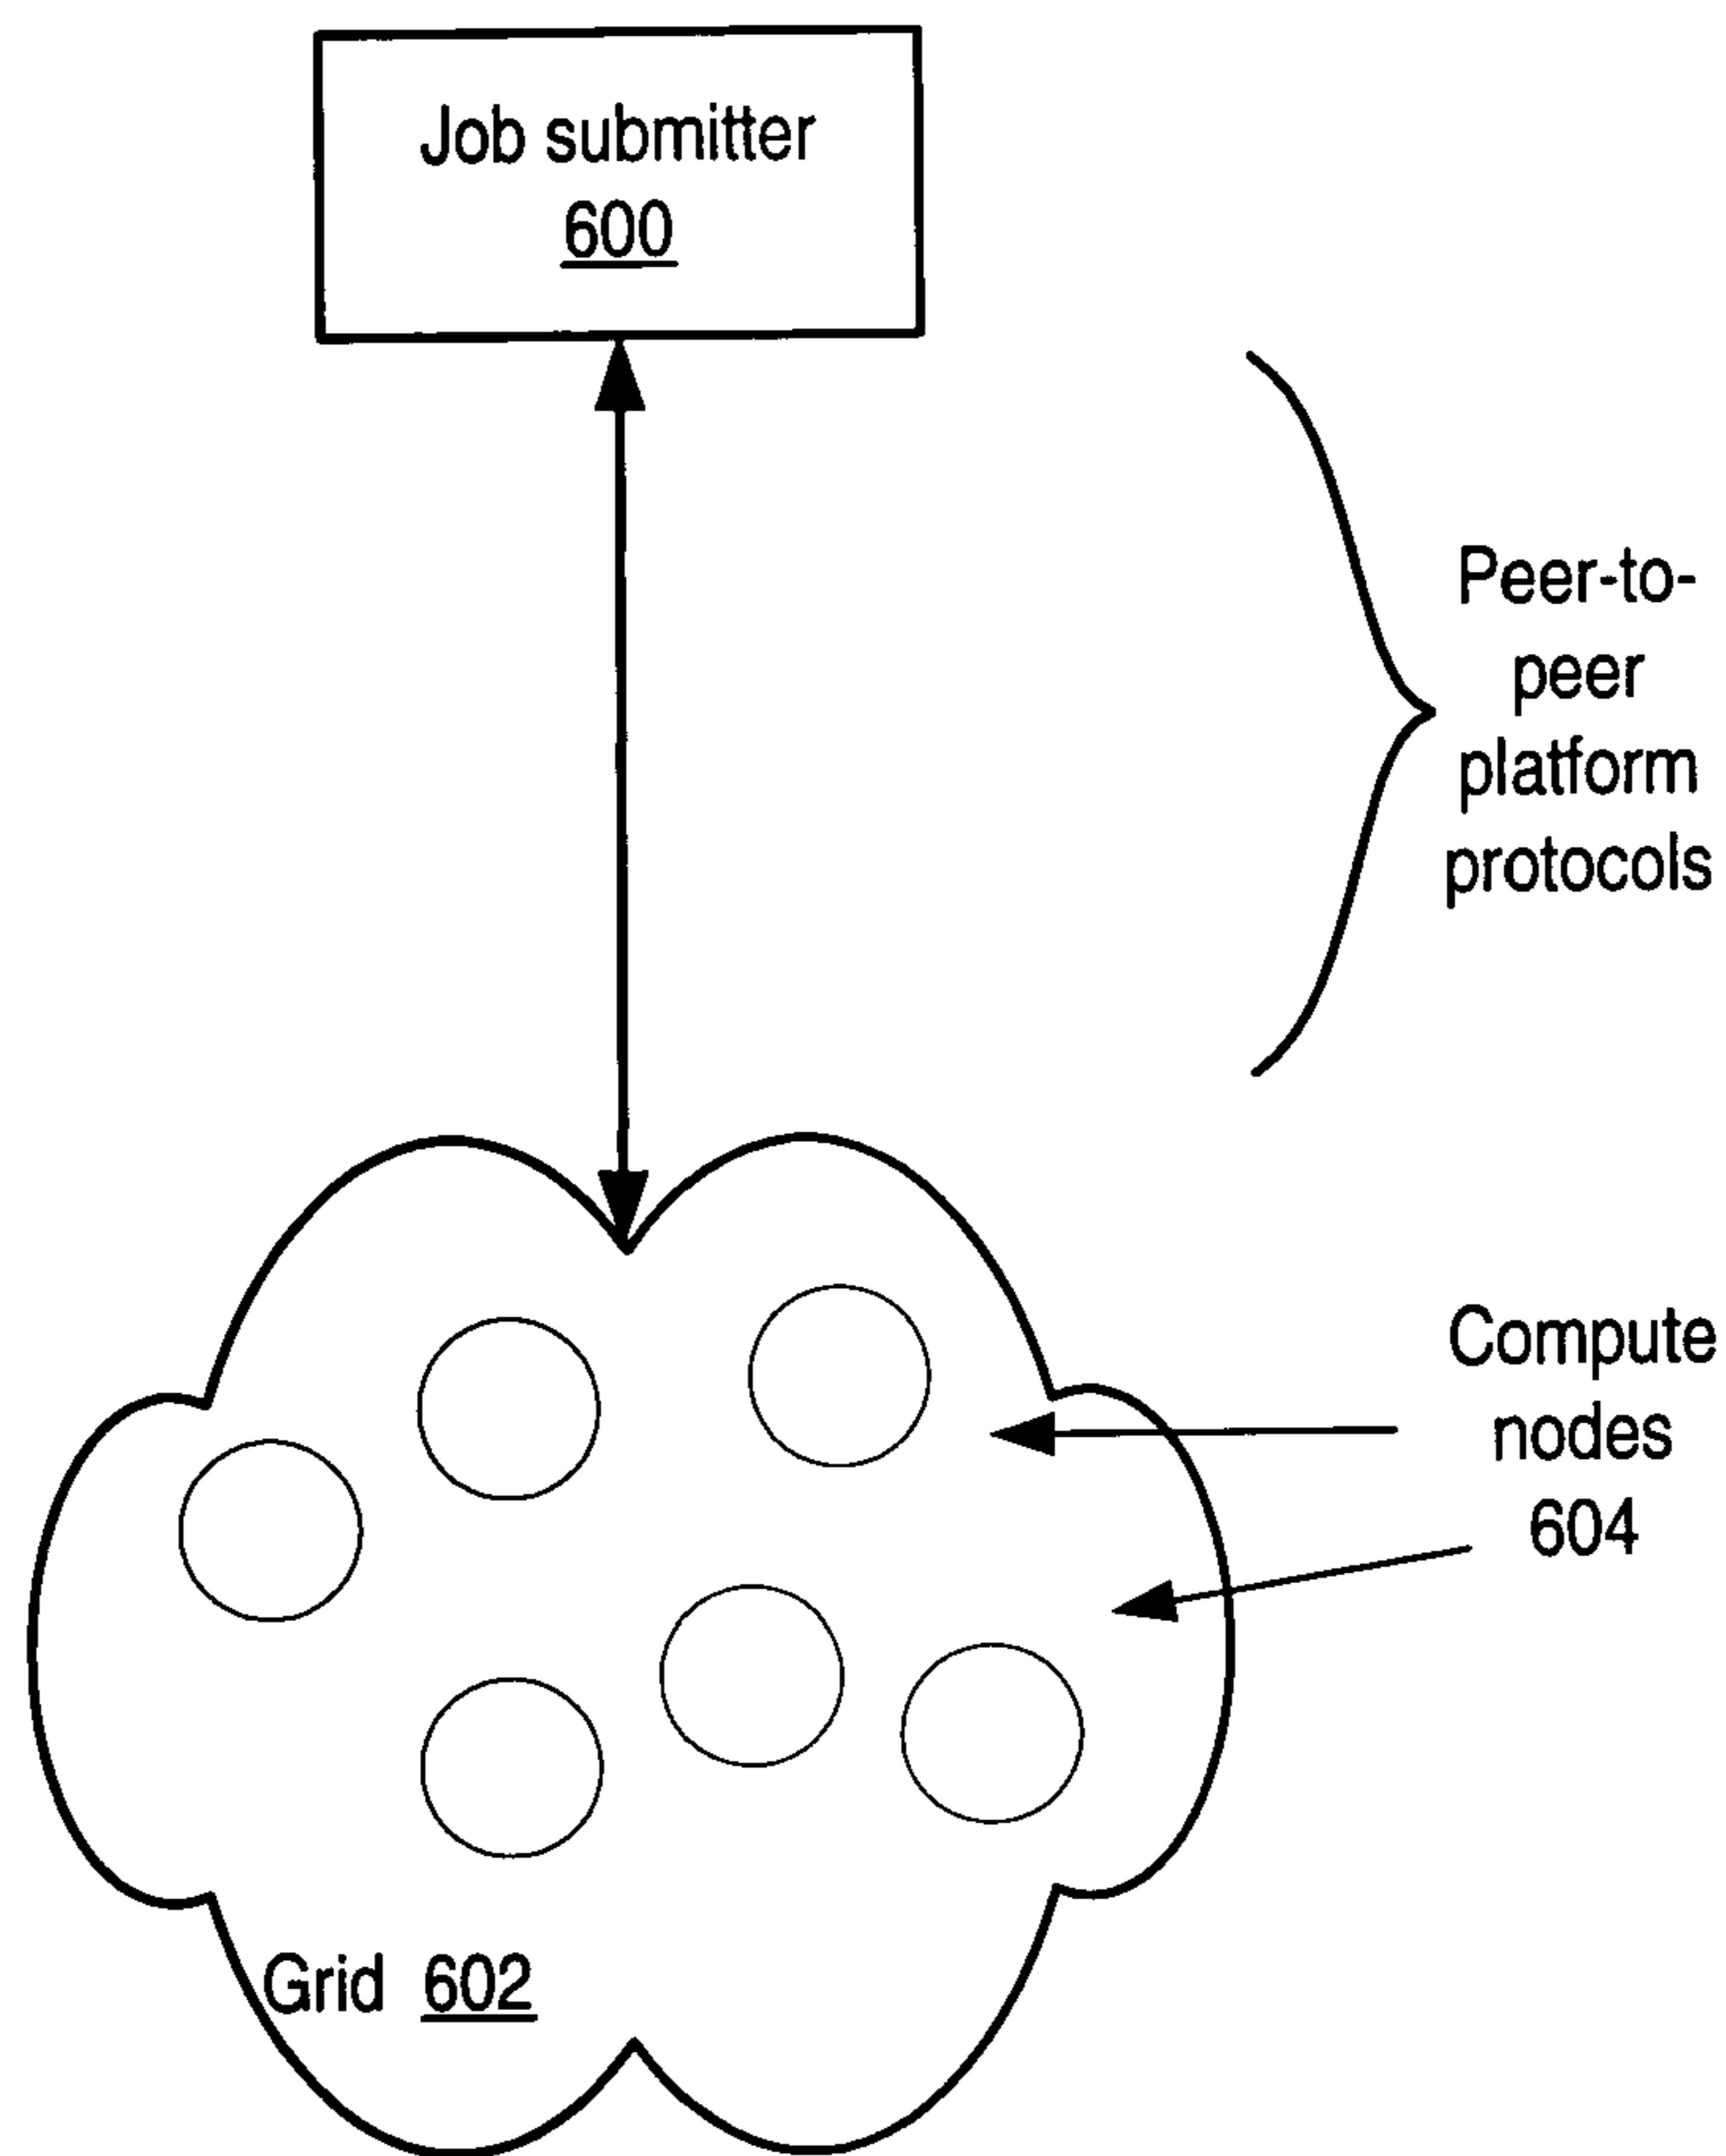 Job submitter
600
Peer-to-
peer
platform
protocols
Compute
nodes
604
Grid 602